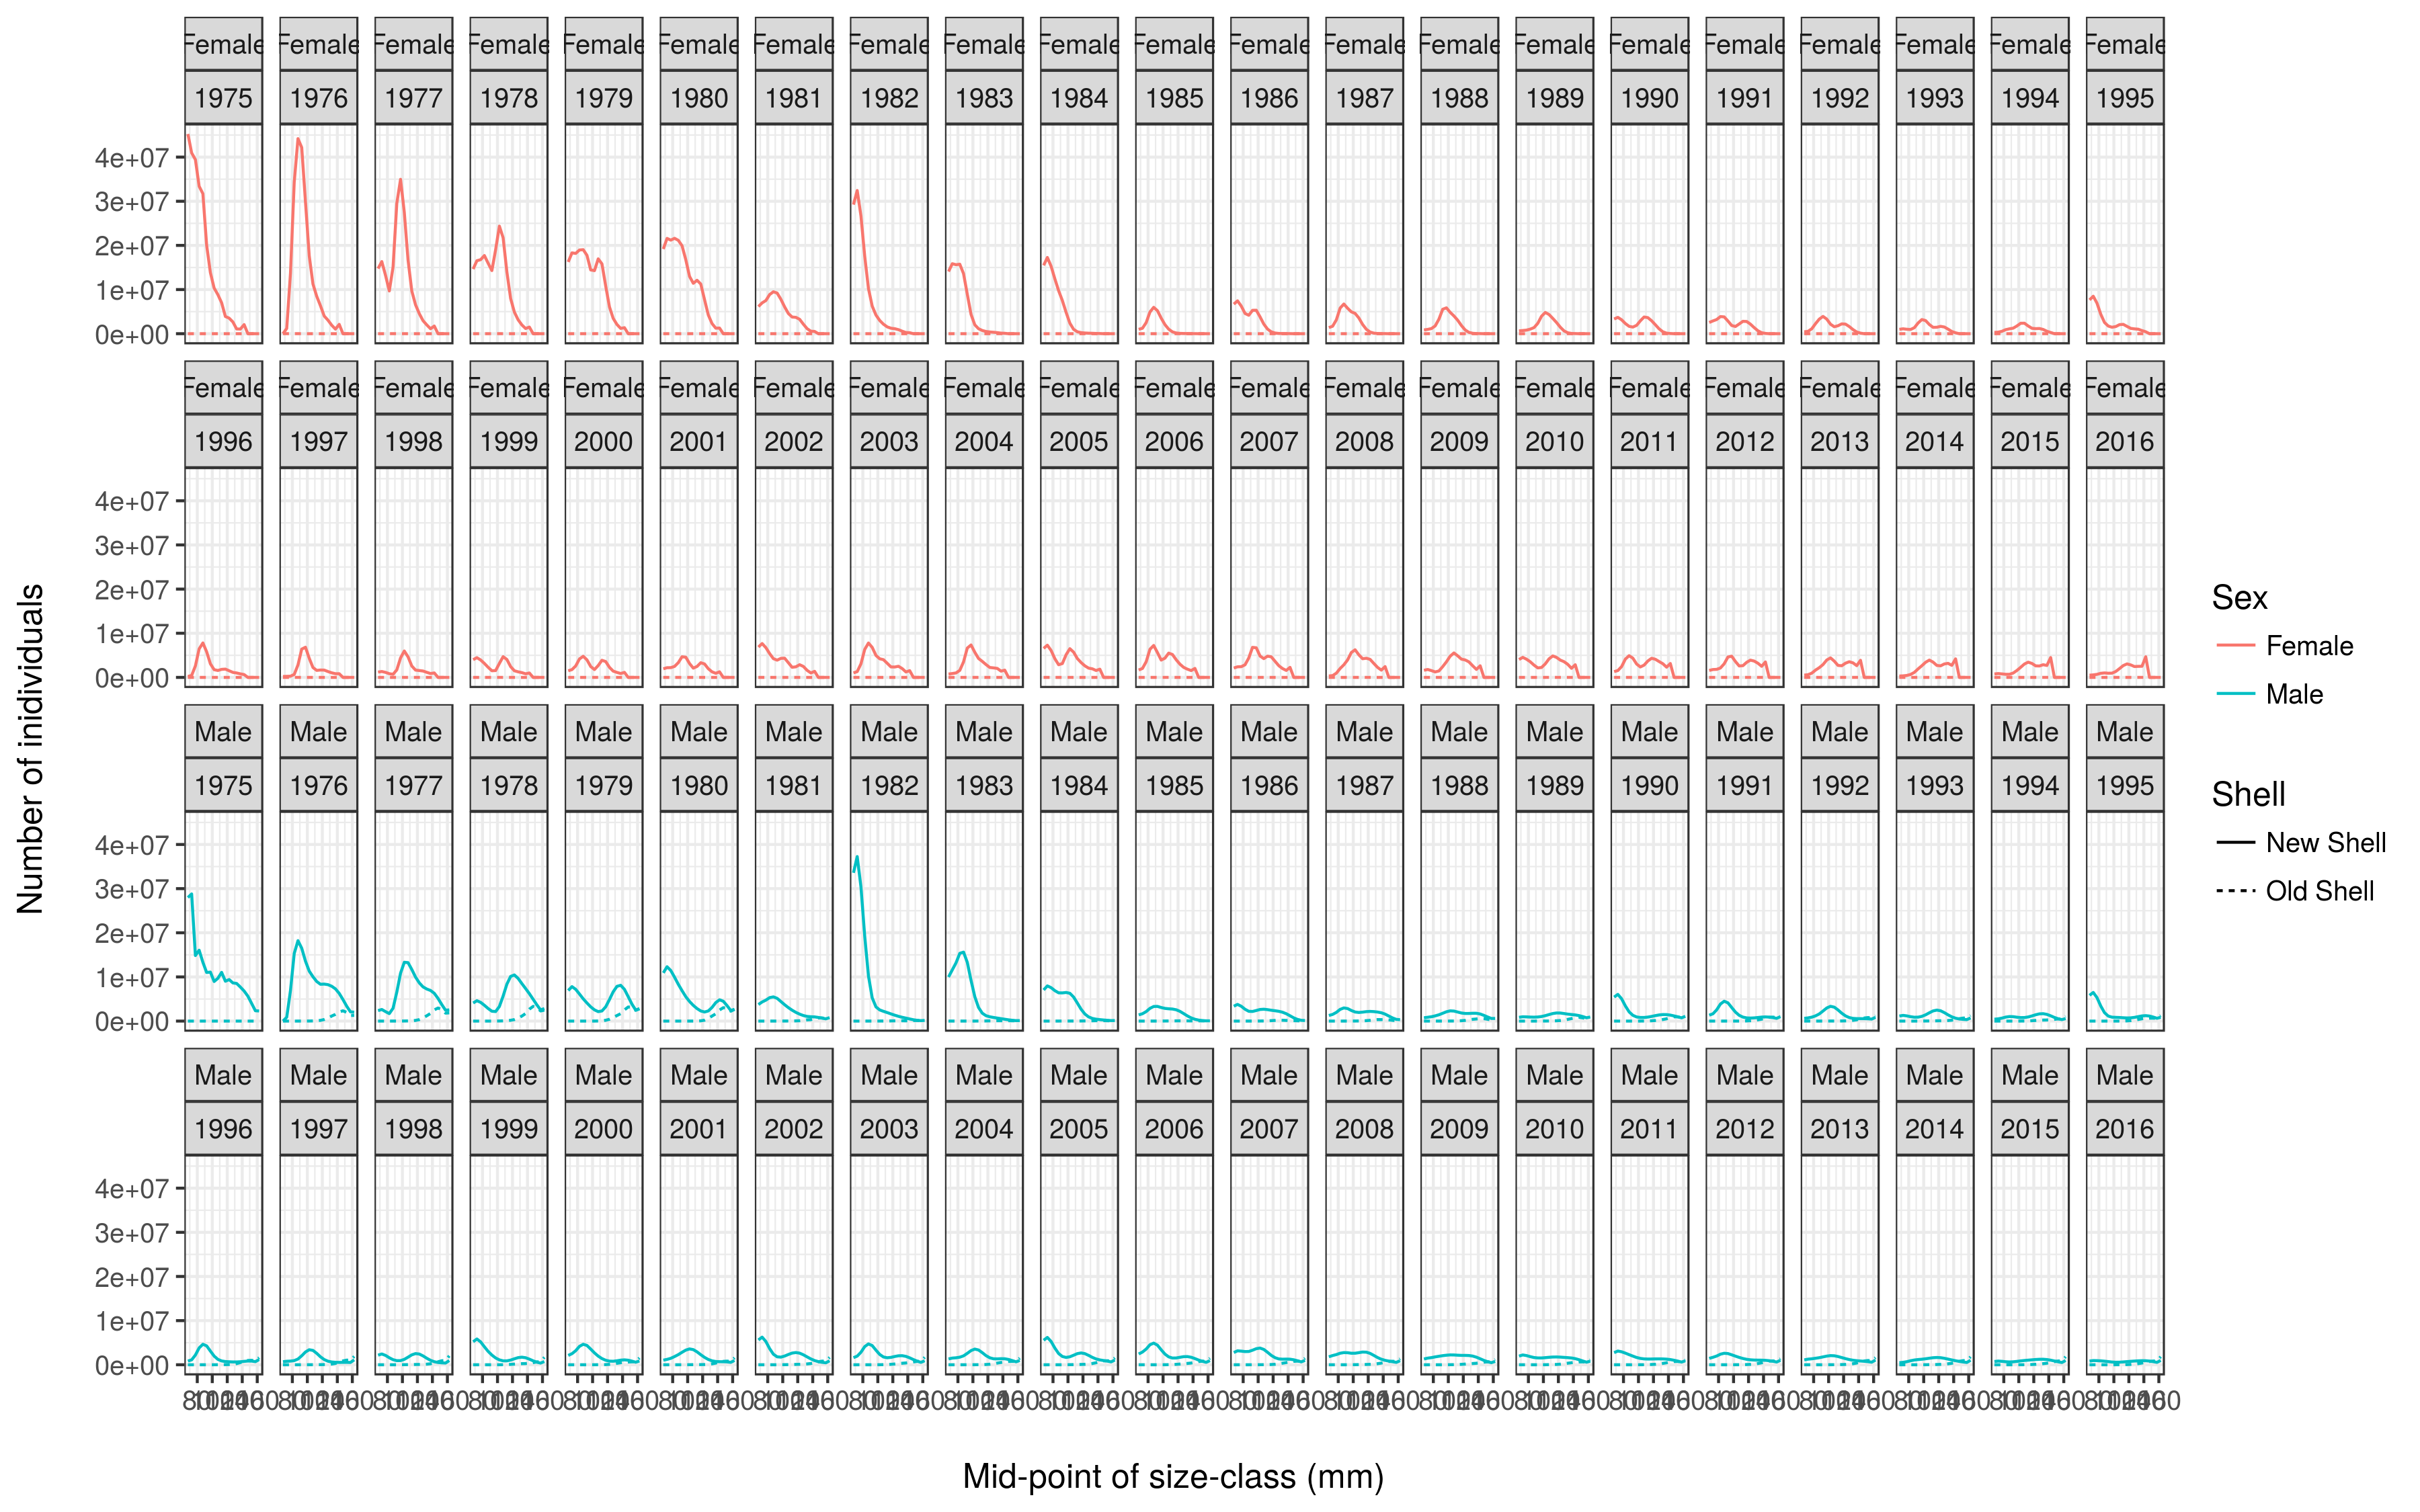 Female Female Female Female Female Female Female Female Female Female Female Female Female Female Female Female Female Female Female Female Female
1975 1976 1977 1978 1979 1980 1981 1982 1983 1984 1985 1986 1987 1988 1989 1990 1991 1992 1993 1994 1995
4e+07
3e+07
2e+07
1e+07
0e+00
Female Female Female Female Female Female Female Female Female Female Female Female Female Female Female Female Female Female Female Female Female
1996 1997 1998 1999 2000 2001 2002 2003 2004 2005 2006 2007 2008 2009 2010 2011 2012 2013 2014 2015 2016
4e+07
3e+07
2e+07
1e+07
0e+00
Male Male Male Male Male Male Male Male Male Male Male Male Male Male Male Male Male Male Male Male Male
1975 1976 1977 1978 1979 1980 1981 1982 1983 1984 1985 1986 1987 1988 1989 1990 1991 1992 1993 1994 1995
4e+07
3e+07
2e+07
1e+07
0e+00
Male Male Male Male Male Male Male Male Male Male Male Male Male Male Male Male Male Male Male Male Male
1996 1997 1998 1999 2000 2001 2002 2003 2004 2005 2006 2007 2008 2009 2010 2011 2012 2013 2014 2015 2016
4e+07
3e+07
2e+07
1e+07
0e+00
Number of inidividuals
Mid-point of size-class (mm)
Sex
Female
Male
Shell
New Shell
Old Shell